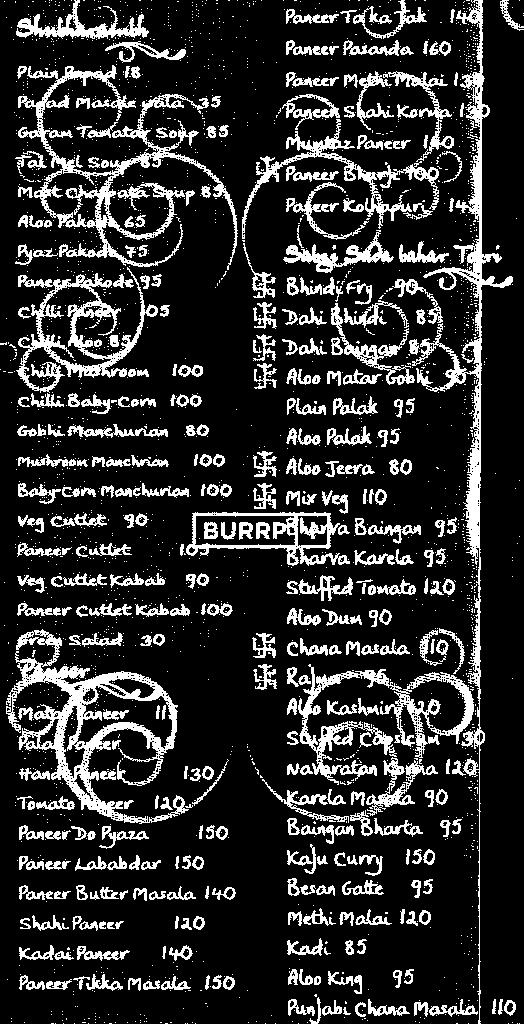 Plain Papad 18
Papad Masale wala 35
Garam Tamatar Soup 85
Tal Mel Soup 85
Mast Chatpata Soup 85
Aloo Pakode 65
Pyaz Pakode 75
Paneer Pakode 95
Chilli Paneer 105
Chilli Aloo 85
Chilli Mushroom 100
Chilli Baby-Corn 100
Gobhi Manchurian 80
Mushroom Manchrian 100
Baby-Corn Manchurian 100
Veg Cutlet 90
Paneer Cutlet 105
Veg Cutlet Kabab 90
Paneer Cutlet Kabab 100
Green Salad 30
Paneer
Matar Paneer
Palak Paneer
Handi Paneer 130
Tomato Paneer 120
Paneer Do Pyaza 150
Paneer Lababdar 150
Paneer Butter Masala 140
Shahi Paneer 120
Kadai Paneer 140
Paneer Tikka Masala 150
Paneer Taka Tak 140
Paneer Pasanda 160
Paneer Methi Malai 130
Paneer Shahi Korma 130
Mumtaz Paneer 140
Paneer Bhurji 100
Paneer Kolhapuri
Sabzi Sada bahar Tokri
Bhindi Fry 90
Dahi Bhindi 85
Dahi Baingan 85
Aloo Matar Gobhi
Plain Palak 95
Aloo Palak 95
Aloo Jeera 80
Mix Veg 110
BURRP!
Bharva Baingan 95
Bharva Karela 95
Stuffed Tomato 120
Aloo Dum 90
Chana Masala 110
Rajma 95
Aloo Kashmiri 120
Stuffed Capsicum 130
Navaratan Korma 120
Karela Masala 90
Baingan Bharta 95
Kaju Curry 150
Besan Gatte 95
Methi Malai 120
Kadi 85
Aloo King 95
Punjabi Chana Masala 110